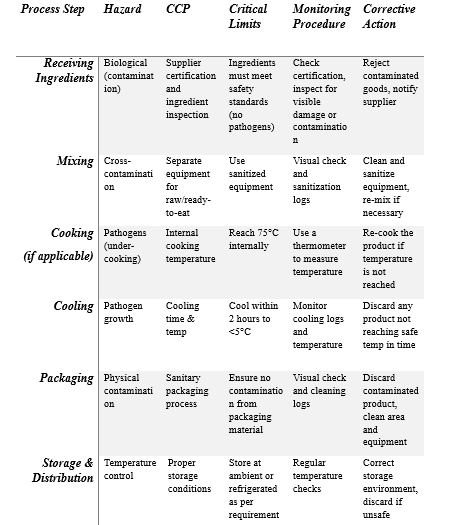 Process Step Hazard CCP Critical Monitoring Corrective
Limits Procedure Action
Receiving Biological Supplier Ingredients Check Reject
Ingredients (contaminat certification must meet certification, contaminated
ion) and safety inspect for goods, notify
ingredient standards visible supplier
inspection (no damage or
pathogens) contaminatio
n
Mixing Cross- Separate Use Visual check Clean and
contaminati equipment sanitized and sanitize
on for equipment sanitization equipment,
raw/ready- logs re-mix if
to-eat necessary
Cooking Pathogens Internal Reach 75°C Use a Re-cook the
(if applicable) (under- cooking internally thermometer product if
cooking) temperature to measure temperature
temperature is not
reached
Cooling Pathogen Cooling Cool within Monitor Discard any
growth time & 2 hours to cooling logs product not
temp <5°C and reaching safe
temperature temp in time
Packaging Physical Sanitary Ensure no Visual check Discard
contaminati packaging contaminatio and cleaning contaminated
on process n from logs product,
packaging clean area
material and
equipment
Storage & Temperature Proper Store at Regular Correct
Distribution control storage ambient or temperature storage
conditions refrigerated checks environment,
as per discard if
requirement unsafe